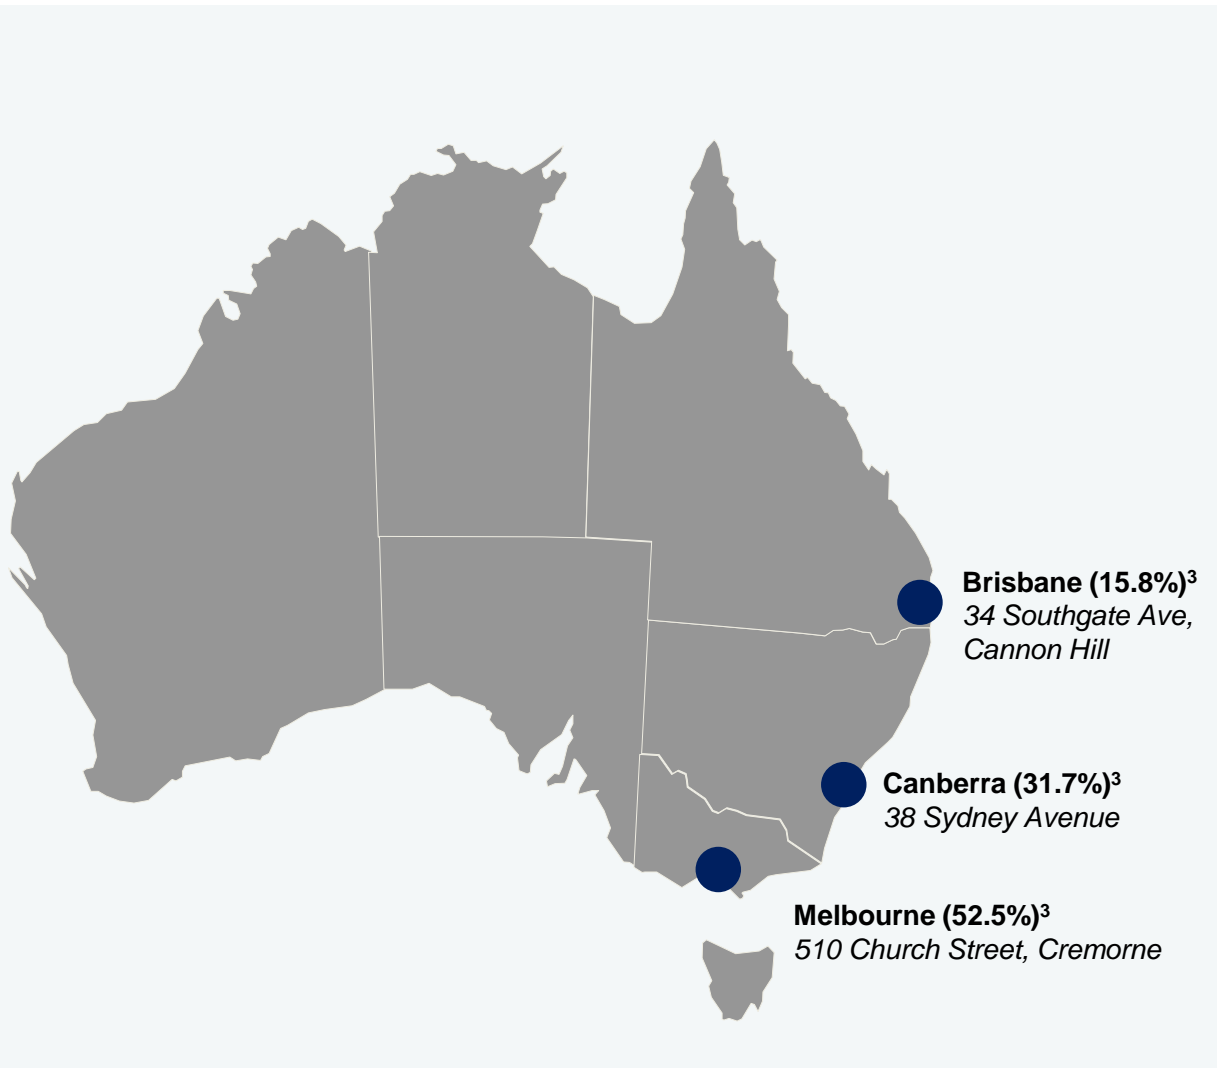 Brisbane (15.8%)³
34 Southgate Ave,
Cannon Hill
Canberra (31.7%)³
38 Sydney Avenue
Melbourne (52.5%)³
510 Church Street, Cremorne